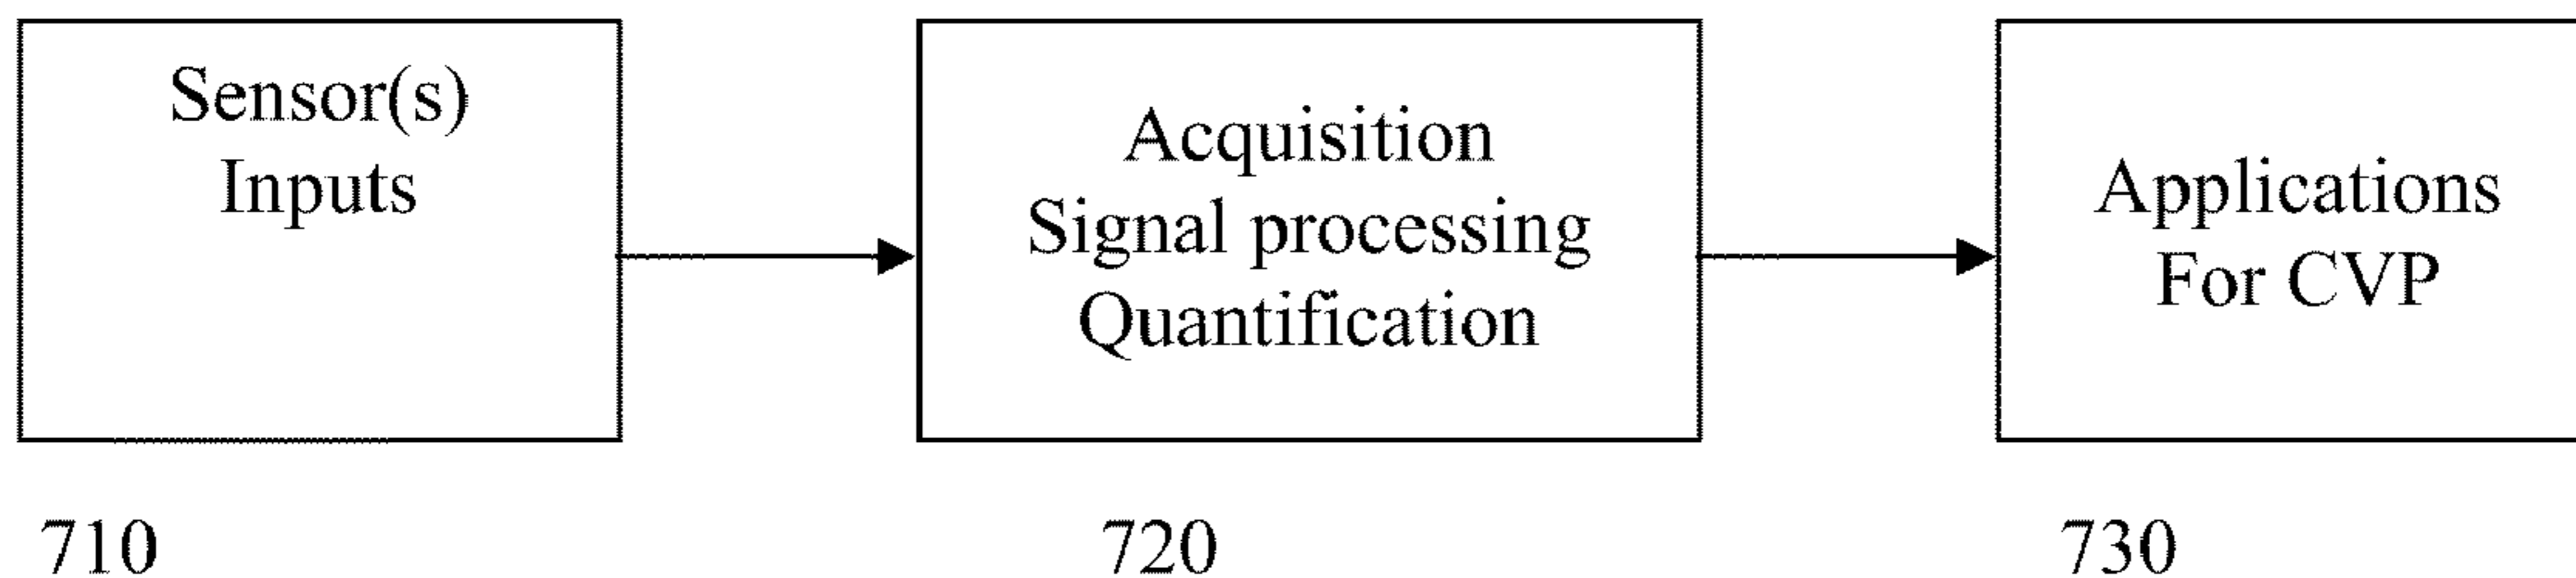 Sensor(s)
Inputs
Acquisition
Signal processing
Quantification
Applications
For CVP
710
720
730